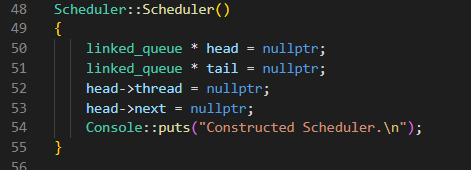 48 Scheduler::Scheduler()
49 {
50 linked_queue * head = nullptr;
51 linked_queue * tail = nullptr;
52 head->thread = nullptr;
53 head->next = nullptr;
54 Console::puts("Constructed Scheduler.\n");
55 }
56